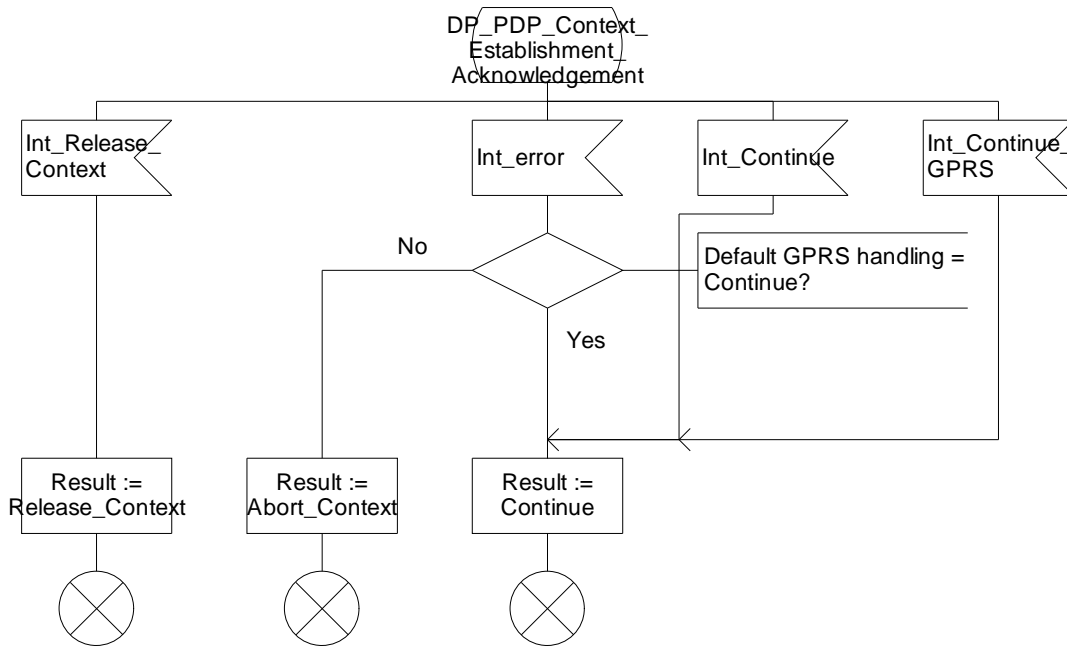 DP_PDP_Context_
Establishment_
Acknowledgement
Int_Release_
Context
Int_error
Int_Continue
Int_Continue_
GPRS
No
Default GPRS handling =
Continue?
Yes
Result :=
Release_Context
Result :=
Abort_Context
Result :=
Continue